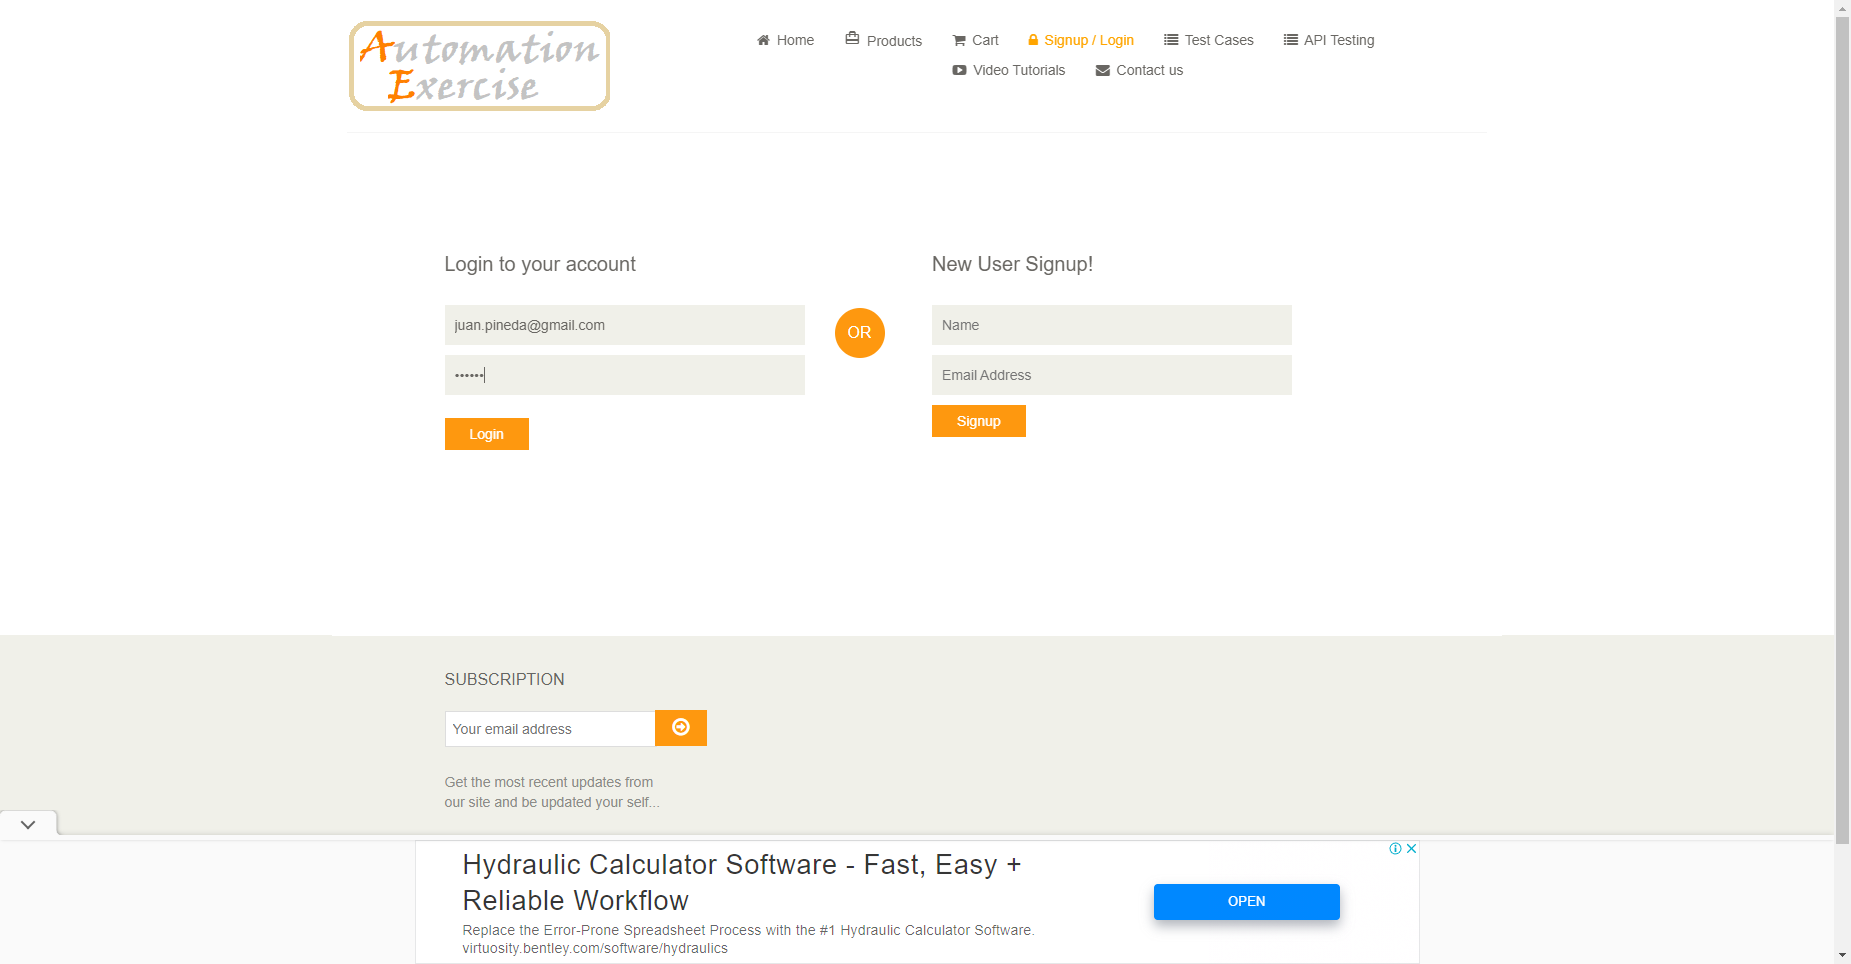 Automation
Exercise
Home Products Cart Signup / Login Test Cases API Testing
Video Tutorials Contact us
Login to your account
juan.pineda@gmail.com
••••••
Login
OR
New User Signup!
Name
Email Address
Signup
SUBSCRIPTION
Your email address
Get the most recent updates from
our site and be updated your self...
Hydraulic Calculator Software - Fast, Easy +
Reliable Workflow
Replace the Error-Prone Spreadsheet Process with the #1 Hydraulic Calculator Software.
virtuosity.bentley.com/software/hydraulics
OPEN